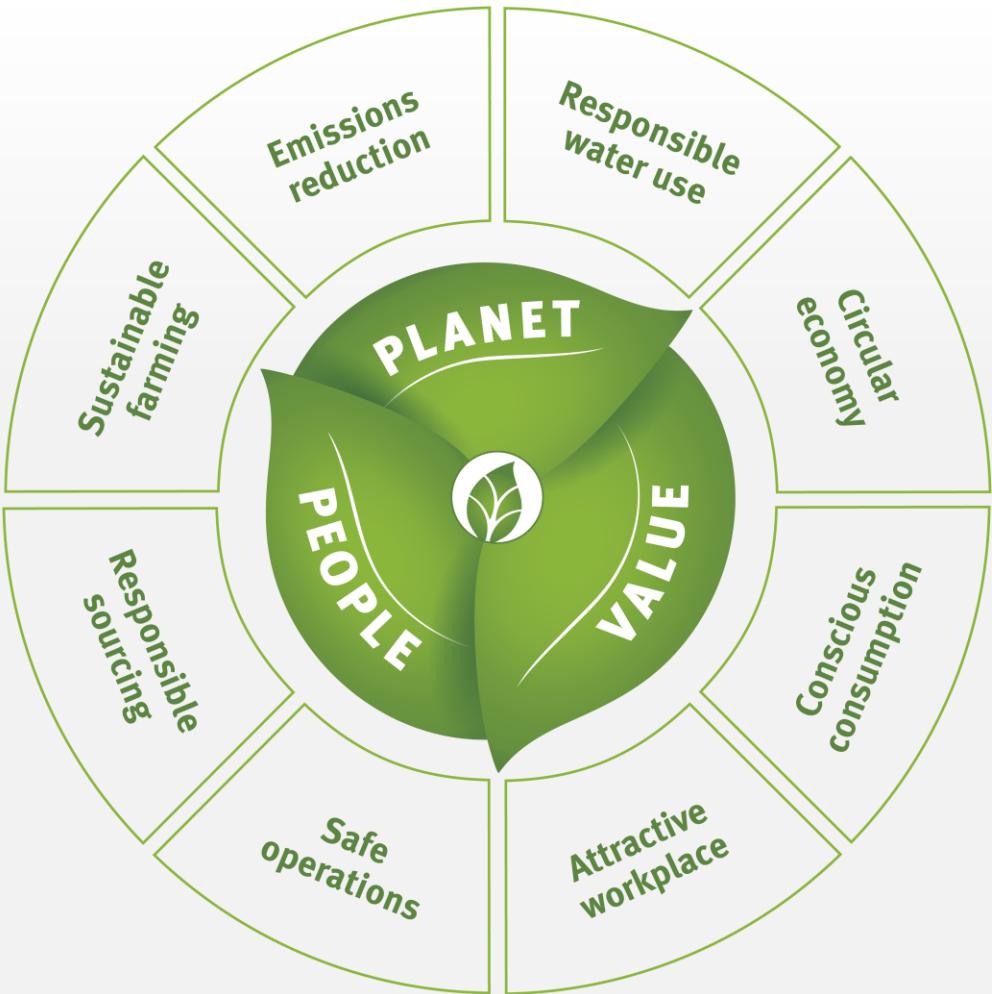 Emissions
reduction
Responsible
water use
Circular
economy
Conscious
consumption
Attractive
workplace
Safe
operations
Responsible
sourcing
Sustainable
farming
PLANET
VALUE
PEOPLE